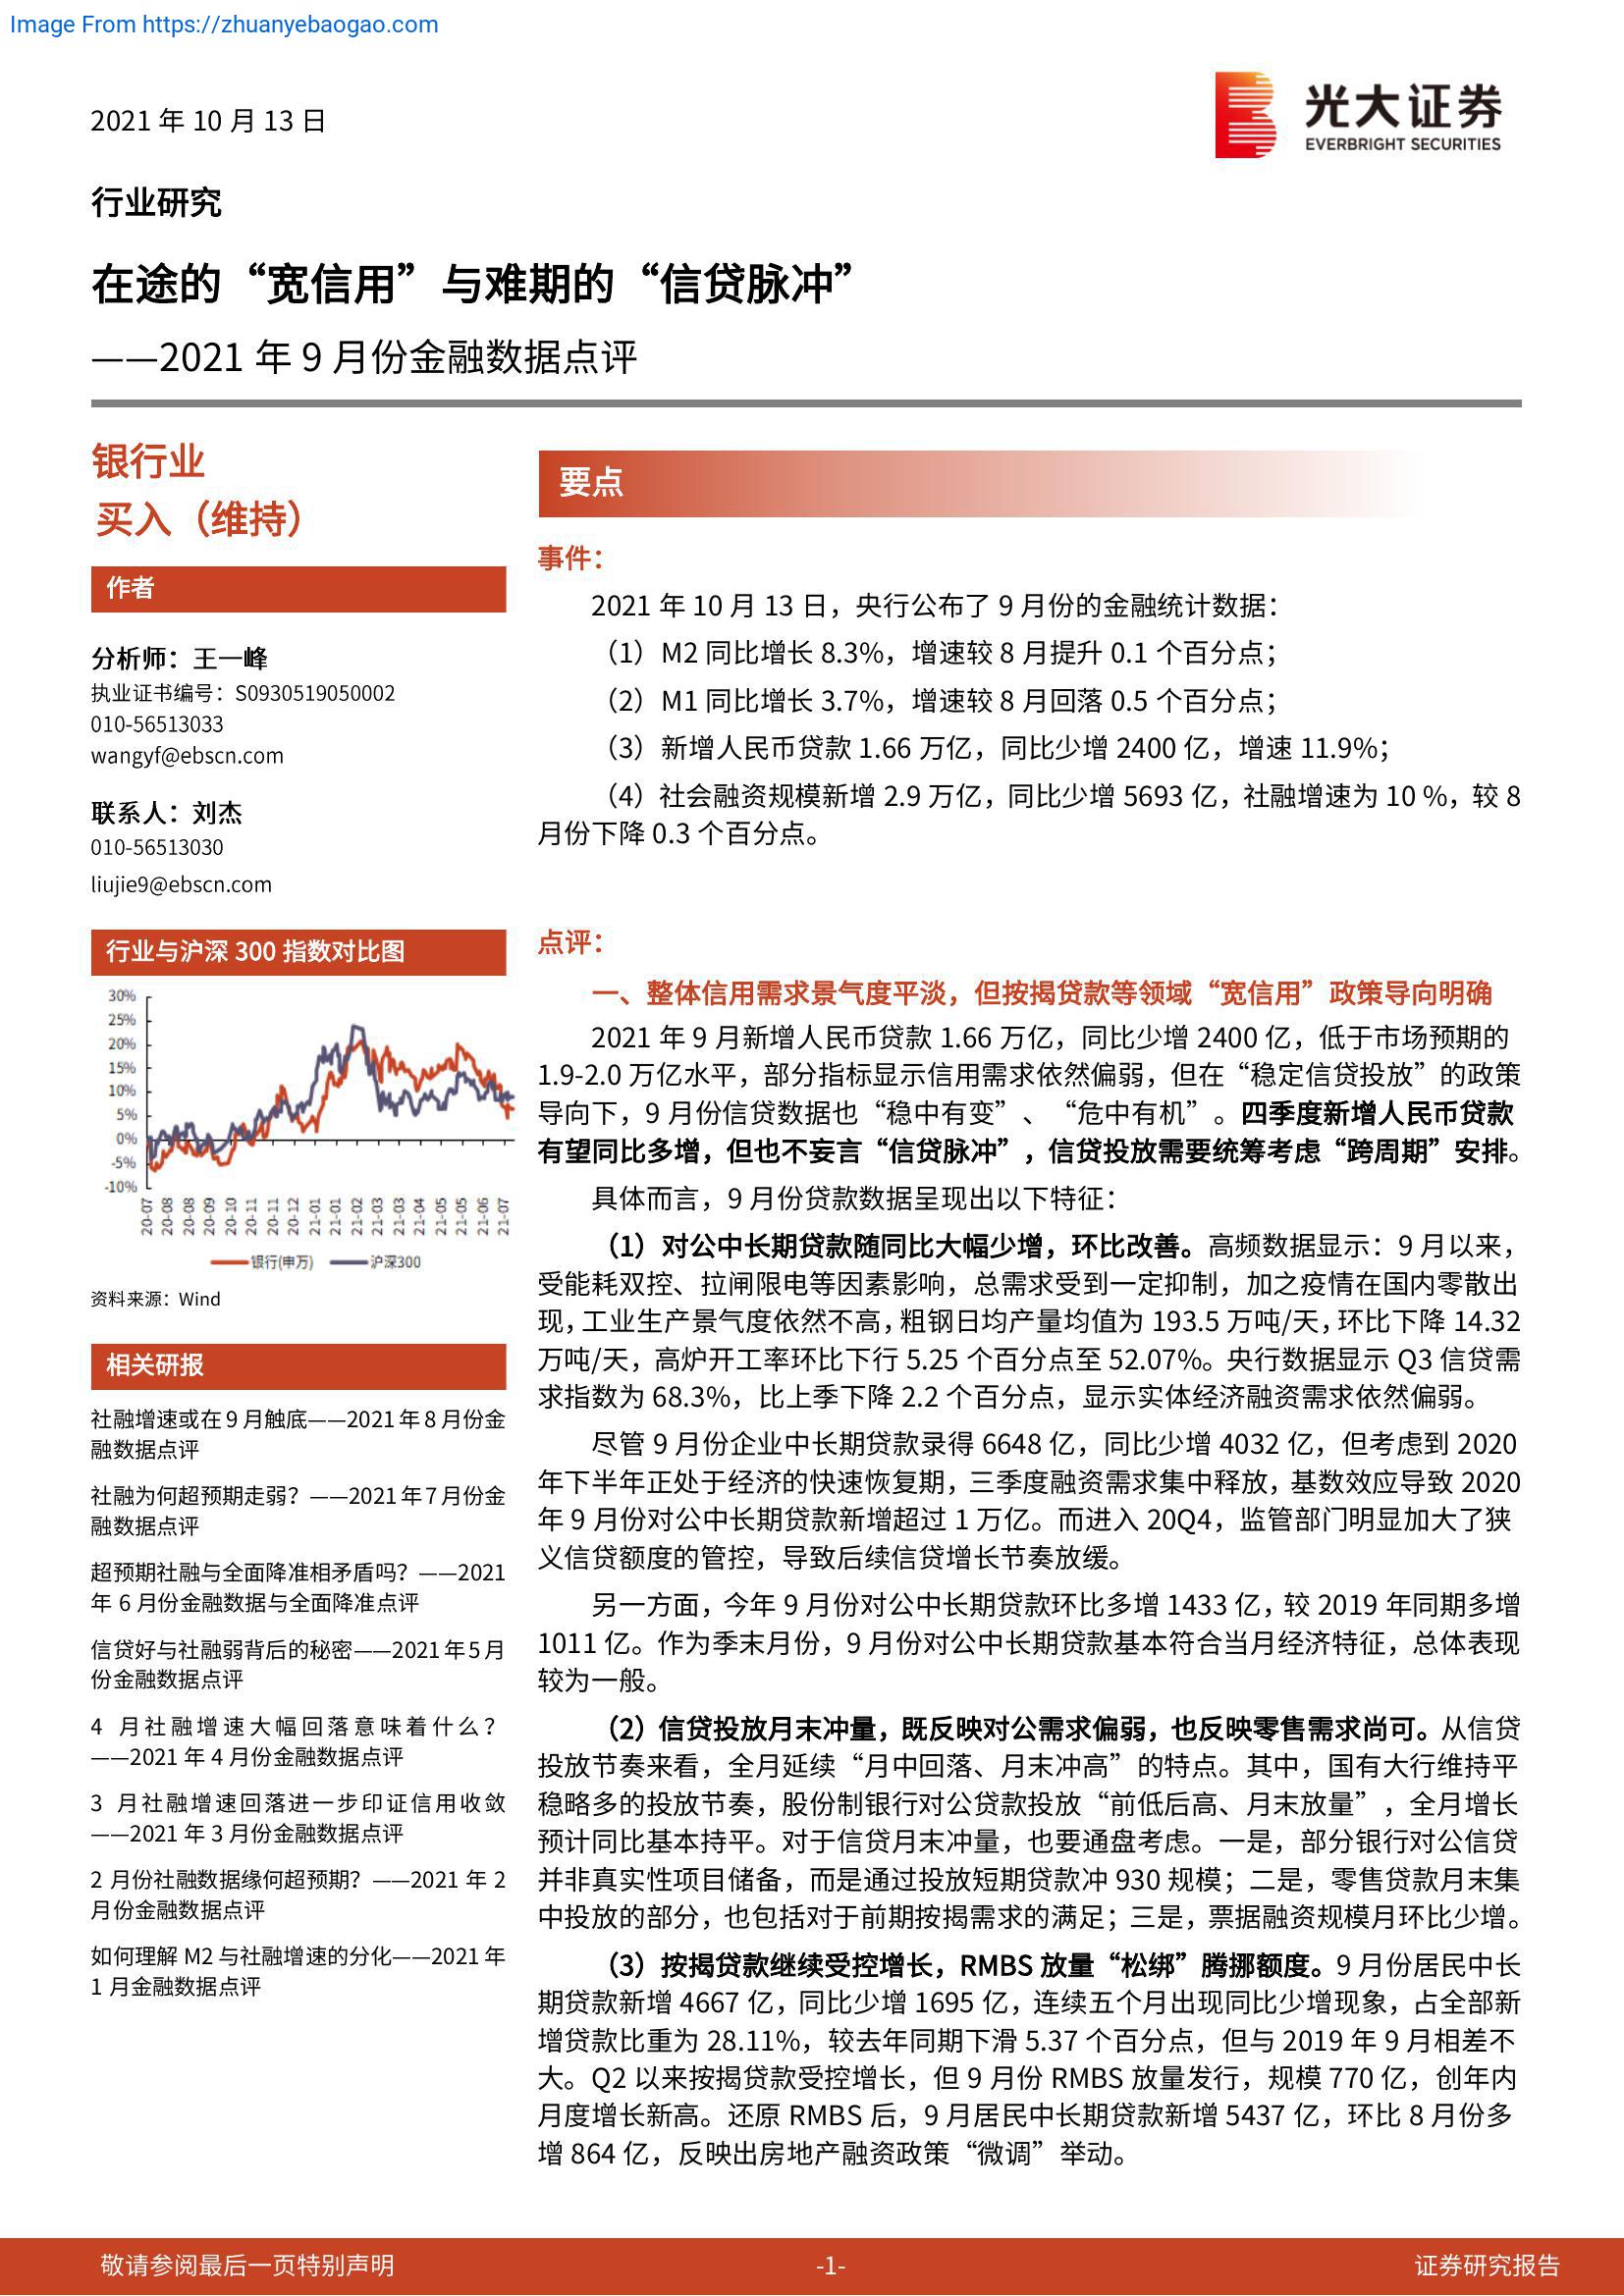 Image From https://zhuanyebaogao.com
2021 年 10 月 13 日
光大证券
EVERBRIGHT SECURITIES
行业研究
在途的“宽信用”与难期的“信贷脉冲”
——2021 年 9 月份金融数据点评
银行业
买入（维持）
作者
分析师：王一峰
执业证书编号：S0930519050002
010-56513033
wangyf@ebscn.com
联系人：刘杰
010-56513030
liujie9@ebscn.com
行业与沪深 300 指数对比图
30%
25%
20%
15%
10%
5%
0%
-5%
-10%
20-07 20-08 20-08 20-09 20-10 20-11 20-11 20-12 21-01 21-01 21-02 21-03 21-03 21-04 21-05 21-05 21-06 21-07
银行(申万) 沪深300
资料来源：Wind
相关研报
社融增速或在 9 月触底——2021 年 8 月份金
融数据点评
社融为何超预期走弱？——2021 年 7 月份金
融数据点评
超预期社融与全面降准相矛盾吗？——2021
年 6 月份金融数据与全面降准点评
信贷好与社融弱背后的秘密——2021 年 5 月
份金融数据点评
4 月社融增速大幅回落意味着什么？
——2021 年 4 月份金融数据点评
3 月社融增速回落进一步印证信用收敛
——2021 年 3 月份金融数据点评
2 月份社融数据缘何超预期？——2021 年 2
月份金融数据点评
如何理解 M2 与社融增速的分化——2021 年
1 月金融数据点评
要点
事件：
2021 年 10 月 13 日，央行公布了 9 月份的金融统计数据：
（1）M2 同比增长 8.3%，增速较 8 月提升 0.1 个百分点；
（2）M1 同比增长 3.7%，增速较 8 月回落 0.5 个百分点；
（3）新增人民币贷款 1.66 万亿，同比少增 2400 亿，增速 11.9%；
（4）社会融资规模新增 2.9 万亿，同比少增 5693 亿，社融增速为 10 %，较 8
月份下降 0.3 个百分点。
点评：
一、整体信用需求景气度平淡，但按揭贷款等领域“宽信用”政策导向明确
2021 年 9 月新增人民币贷款 1.66 万亿，同比少增 2400 亿，低于市场预期的
1.9-2.0 万亿水平，部分指标显示信用需求依然偏弱，但在“稳定信贷投放”的政策
导向下，9 月份信贷数据也“稳中有变”、“危中有机”。四季度新增人民币贷款
有望同比多增，但也不妄言“信贷脉冲”，信贷投放需要统筹考虑“跨周期”安排。
具体而言，9 月份贷款数据呈现出以下特征：
（1）对公中长期贷款随同比大幅少增，环比改善。高频数据显示：9 月以来，
受能耗双控、拉闸限电等因素影响，总需求受到一定抑制，加之疫情在国内零散出
现，工业生产景气度依然不高，粗钢日均产量均值为 193.5 万吨/天，环比下降 14.32
万吨/天，高炉开工率环比下行 5.25 个百分点至 52.07%。央行数据显示 Q3 信贷需
求指数为 68.3%，比上季下降 2.2 个百分点，显示实体经济融资需求依然偏弱。
尽管 9 月份企业中长期贷款录得 6648 亿，同比少增 4032 亿，但考虑到 2020
年下半年正处于经济的快速恢复期，三季度融资需求集中释放，基数效应导致 2020
年 9 月份对公中长期贷款新增超过 1 万亿。而进入 20Q4，监管部门明显加大了狭
义信贷额度的管控，导致后续信贷增长节奏放缓。
另一方面，今年 9 月份对公中长期贷款环比多增 1433 亿，较 2019 年同期多增
1011 亿。作为季末月份，9 月份对公中长期贷款基本符合当月经济特征，总体表现
较为一般。
（2）信贷投放月末冲量，既反映对公需求偏弱，也反映零售需求尚可。从信贷
投放节奏来看，全月延续“月中回落、月末冲高”的特点。其中，国有大行维持平
稳略多的投放节奏，股份制银行对公贷款投放“前低后高、月末放量”，全月增长
预计同比基本持平。对于信贷月末冲量，也要通盘考虑。一是，部分银行对公信贷
并非真实性项目储备，而是通过投放短期贷款冲 930 规模；二是，零售贷款月末集
中投放的部分，也包括对于前期按揭需求的满足；三是，票据融资规模月环比少增。
（3）按揭贷款继续受控增长，RMBS 放量“松绑”腾挪额度。9 月份居民中长
期贷款新增 4667 亿，同比少增 1695 亿，连续五个月出现同比少增现象，占全部新
增贷款比重为 28.11%，较去年同期下滑 5.37 个百分点，但与 2019 年 9 月相差不
大。Q2 以来按揭贷款受控增长，但 9 月份 RMBS 放量发行，规模 770 亿，创年内
月度增长新高。还原 RMBS 后，9 月居民中长期贷款新增 5437 亿，环比 8 月份多
增 864 亿，反映出房地产融资政策“微调”举动。
敬请参阅最后一页特别声明
-1-
证券研究报告